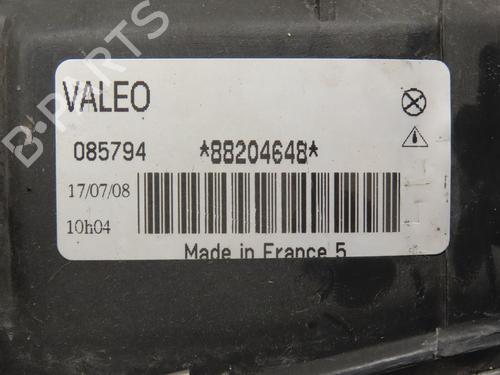 B-PARTS
VALEO
085794 *88204648*
17/07/08
10h04
Made in France 5